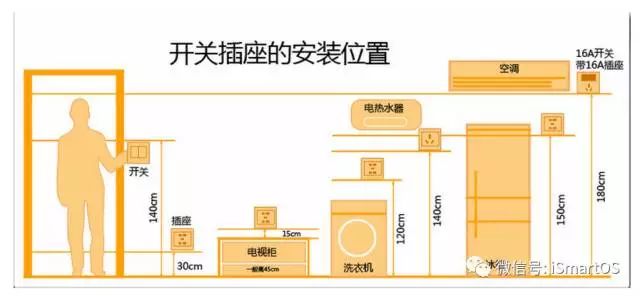 开关插座的安装位置
16A开关
带16A插座
空调
电热水器
开关
140cm
插座
30cm
15cm
电视柜
一般高45cm
洗衣机
120cm
140cm
150cm
180cm
冰箱
微信号: iSmartOS